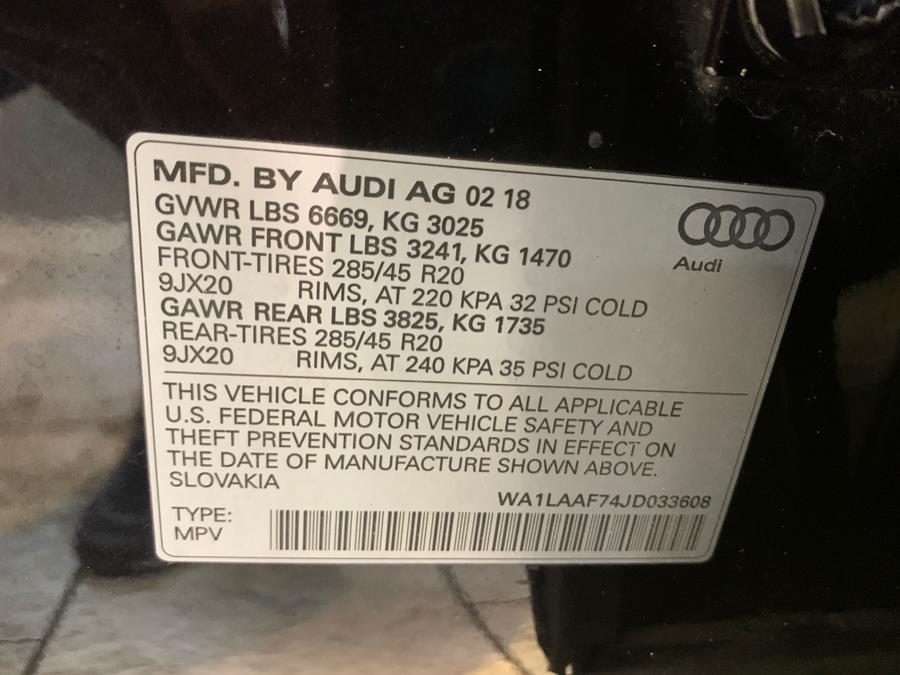 MFD. BY AUDI AG 02 18
GVWR LBS 6669, KG 3025
GAWR FRONT LBS 3241, KG 1470
FRONT-TIRES 285/45 R20
9JX20 RIMS, AT 220 KPA 32 PSI COLD
GAWR REAR LBS 3825, KG 1735
REAR-TIRES 285/45 R20
9JX20 RIMS, AT 240 KPA 35 PSI COLD
Audi
THIS VEHICLE CONFORMS TO ALL APPLICABLE
U.S. FEDERAL MOTOR VEHICLE SAFETY AND
THEFT PREVENTION STANDARDS IN EFFECT ON
THE DATE OF MANUFACTURE SHOWN ABOVE.
SLOVAKIA
WA1LAAF74JD033608
TYPE:
MPV